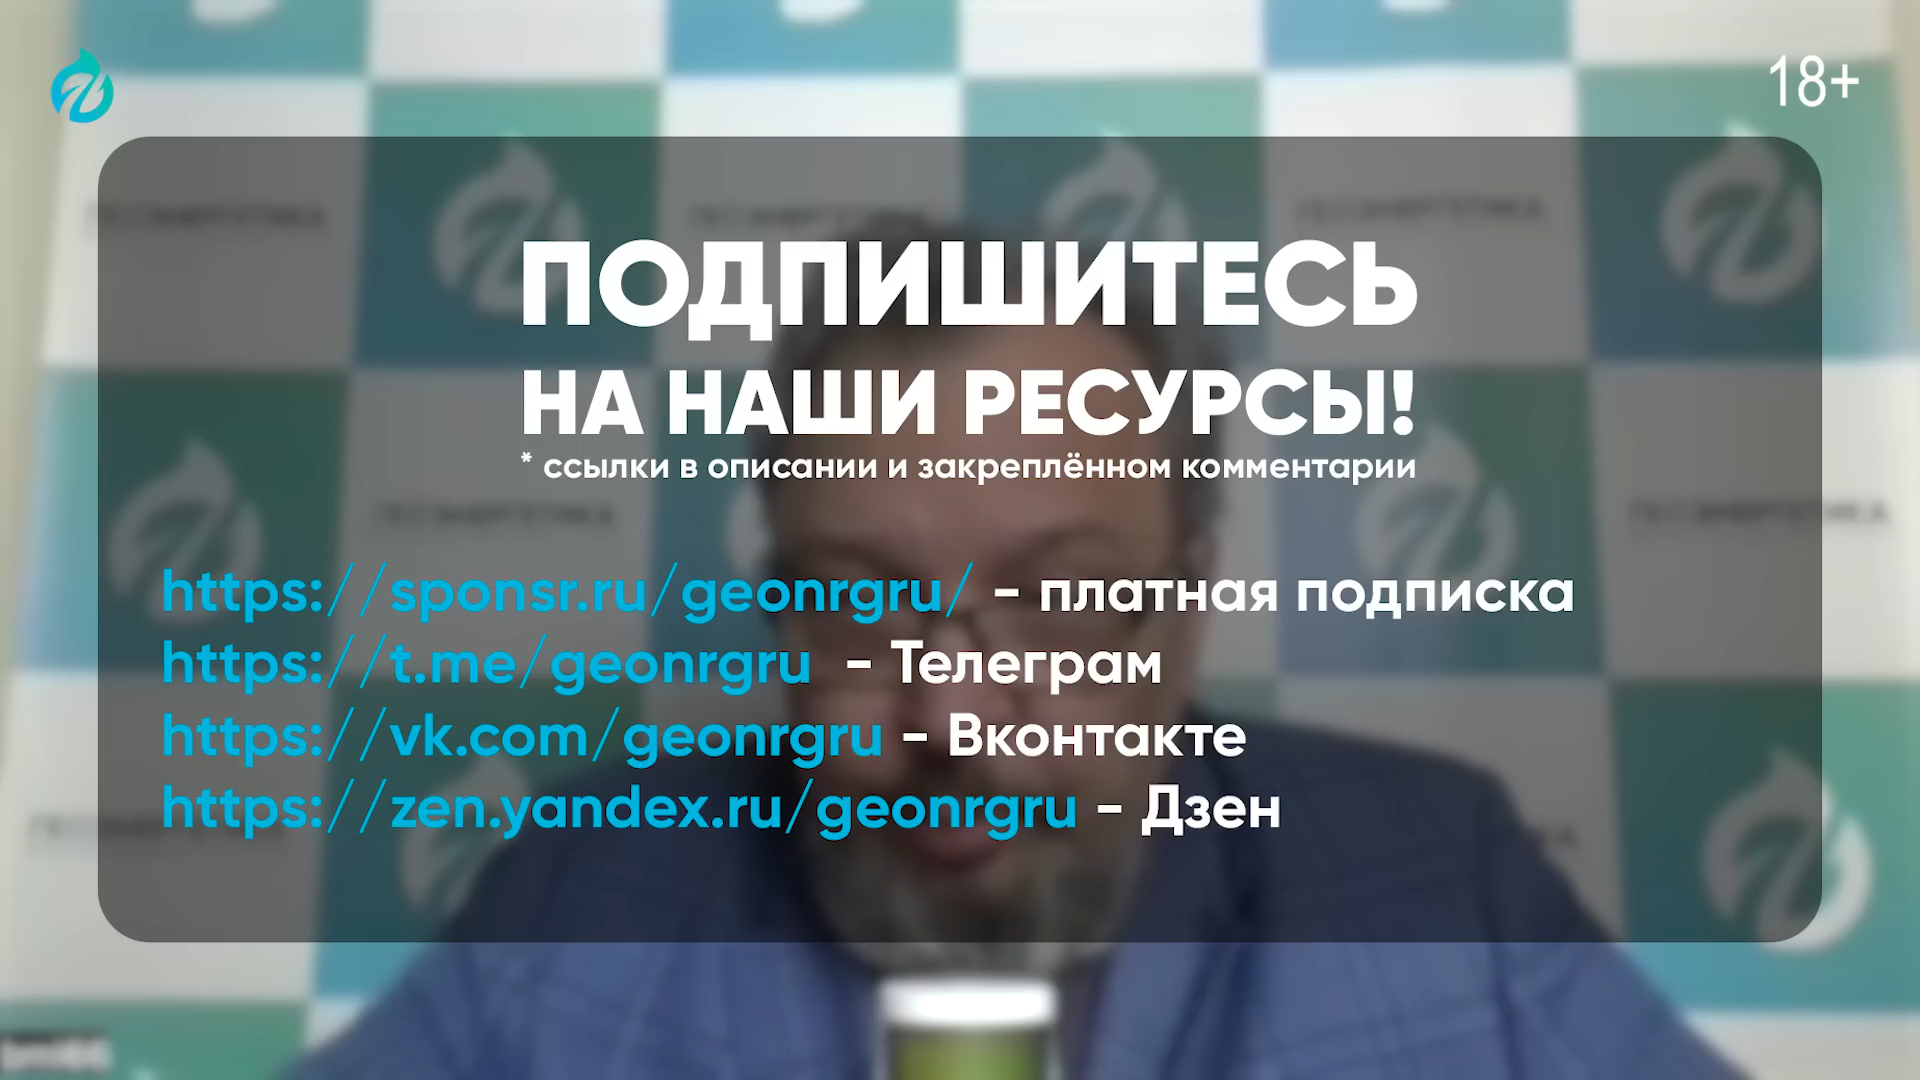 18+
ПОДПИШИТЕСЬ
НА НАШИ РЕСУРСЫ!
* ссылки в описании и закреплённом комментарии
https://sponsr.ru/geonrgru/ - платная подписка
https://t.me/geonrgru - Телеграм
https://vk.com/geonrgru - Вконтакте
https://zen.yandex.ru/geonrgru - Дзен